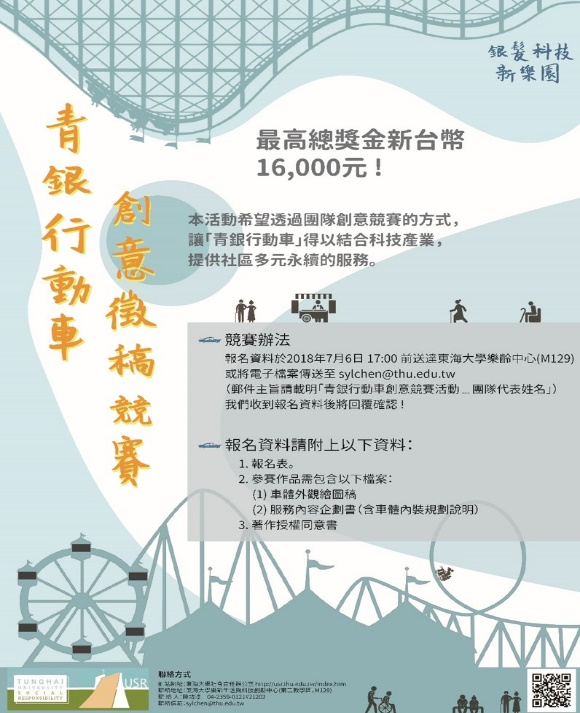 銀髮科技
新樂園
青銀行動車
創意徵稿競賽
最高總獎金新台幣
16,000元！
本活動希望透過團隊創意競賽的方式，
讓「青銀行動車」得以結合科技產業，
提供社區多元永續的服務。
競賽辦法
報名資料於2018年7月6日 17:00 前送達東海大學樂齡中心(M129)
或將電子檔案傳送至 sylchen@thu.edu.tw
（郵件主旨請載明「青銀行動車創意競賽活動＿團隊代表姓名」）
我們收到報名資料後將回覆確認！
報名資料請附上以下資料：
1. 報名表。
2. 參賽作品需包含以下檔案：
(1) 車體外觀繪圖稿
(2) 服務內容企劃書（含車體內裝規劃說明）
3. 著作授權同意書
TUNGHAI
UNIVERSITY
SOCIAL
RESPONSIBILITY
USR
聯絡方式
sylchen@thu.edu.tw